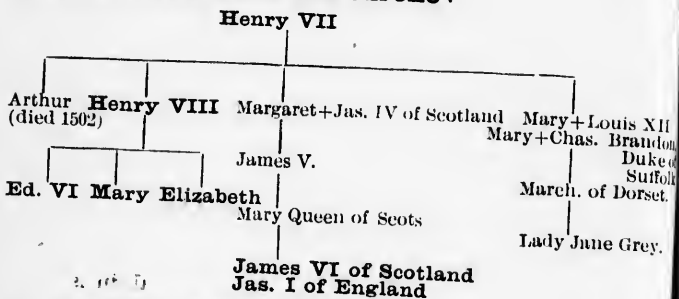 Henry VII
Arthur Henry VIII Margaret+Jas. IV of Scotland Mary+Louis XII
(died 1502) Mary+Chas. Brandon,
Duke of
Suffolk
James V.
Ed. VI Mary Elizabeth March. of Dorset.
Mary Queen of Scots
Lady Jane Grey.
James VI of Scotland
Jas. I of England